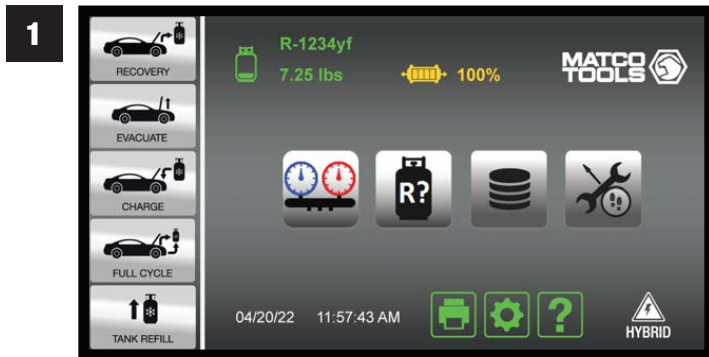 1
RECOVERY
EVACUATE
CHARGE
FULL CYCLE
TANK REFILL
R-1234yf
7.25 lbs
100%
MATCO
TOOLS
R?
04/20/22 11:57:43 AM
?
HYBRID